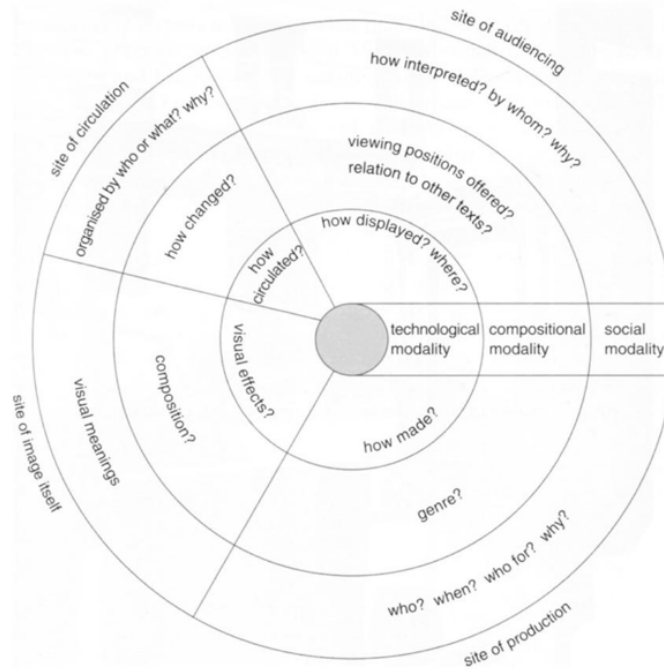 site of audiencing
how interpreted? by whom? why?
viewing positions offered?
relation to other texts?
how displayed? where?
site of circulation
organised by who or what? why?
how changed?
how
circulated?
technological
modality
compositional
modality
social
modality
site of image itself
visual meanings
composition?
visual effects?
how made?
genre?
who? when? who for? why?
site of production